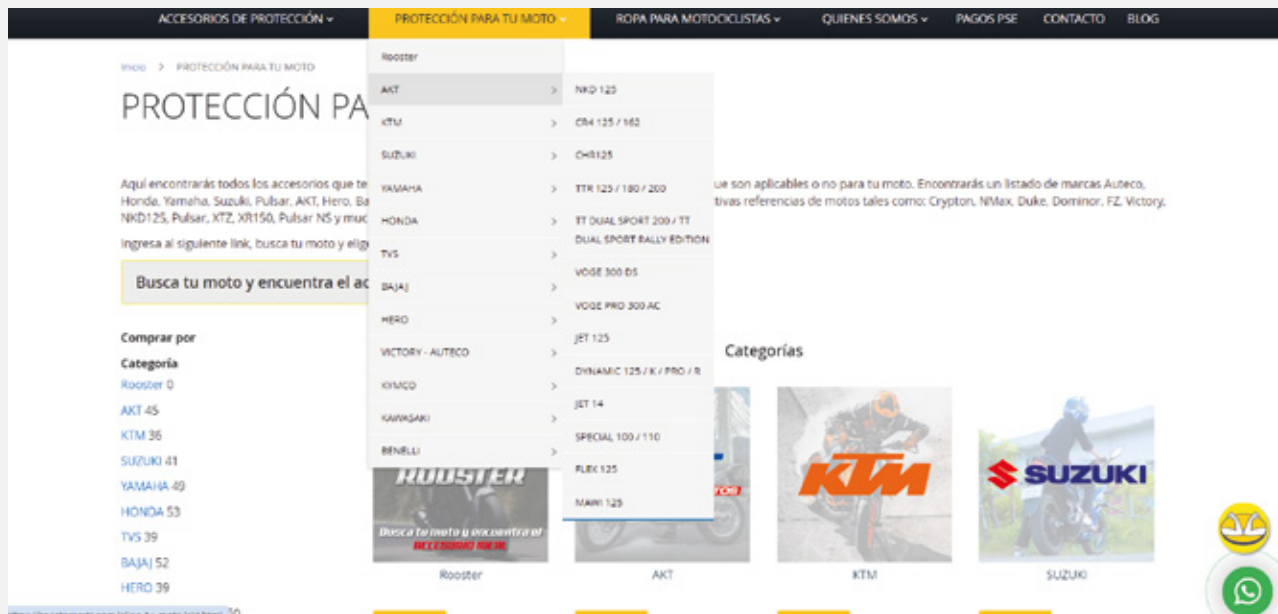 ACCESORIOS DE PROTECCIÓN
PROTECCIÓN PARA TU MOTO
ROPA PARA MOTOCICLISTAS
QUIENES SOMOS
PAGOS PSE
CONTACTO
BLOG
Inicio > PROTECCIÓN PARA TU MOTO
PROTECCIÓN PA
Aquí encontrarás todos los accesorios que te
ue son aplicables o no para tu moto. Encontrarás un listado de marcas Auteco,
Honda, Yamaha, Suzuki, Pulsar, AKT, Hero, Ba
tivas referencias de motos tales como: Crypton, NMax, Duke, Dominor, FZ, Victory,
NKD125, Pulsar, XTZ, XR150, Pulsar NS y muc
Ingresa al siguiente link, busca tu moto y elig
Busca tu moto y encuentra el ac
Rooster
AKT >
KTM >
SUZUKI >
YAMAHA >
HONDA >
TVS >
BAJAJ >
HERO >
VICTORY - AUTECO >
KYMCO >
KAWASAKI >
BENELLI >
NKD 125
CR4 125 / 162
CHR125
TTR 125 / 180 / 200
TT DUAL SPORT 200 / TT
DUAL SPORT RALLY EDITION
VOGE 300 DS
VOGE PRO 300 AC
JET 125
DYNAMIC 125 / K / PRO / R
JET 14
SPECIAL 100 / 110
FLEX 125
MAWI 125
Comprar por
Categoría
Rooster 0
AKT 45
KTM 36
SUZUKI 41
YAMAHA 49
HONDA 53
TVS 39
BAJAJ 52
HERO 39
Categorías
ROOSTER
Busca tu moto y encuentra el
ACCESORIO IDEAL
KTM
SUZUKI
Rooster
AKT
KTM
SUZUKI